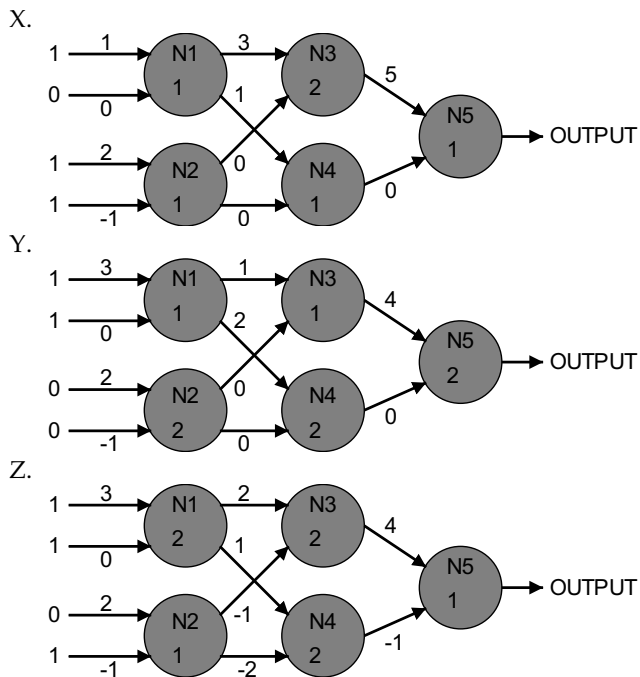 X.
1 1 N1 3 N3
1 2 5
0 0 1 N5
1 OUTPUT
1 2 N2 0 N4
1 1 0
1 -1 0
Y.
1 3 N1 1 N3
1 1 4
1 0 2 N5
2 OUTPUT
0 2 N2 0 N4
2 2 0
0 -1 0
Z.
1 3 N1 2 N3
2 2 4
1 0 1 N5
1 OUTPUT
0 2 N2 -1 N4
1 2 -1
1 -1 -2